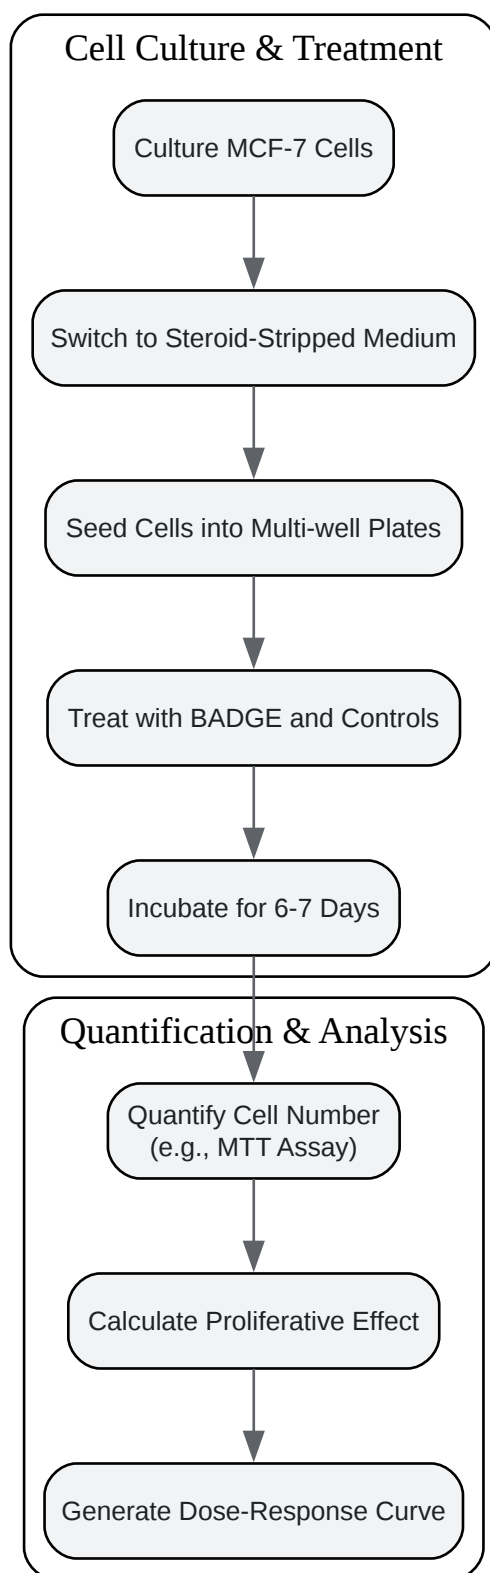 Cell Culture & Treatment
Culture MCF-7 Cells
Switch to Steroid-Stripped Medium
Seed Cells into Multi-well Plates
Treat with BADGE and Controls
Incubate for 6-7 Days
Quantification & Analysis
Quantify Cell Number
(e.g., MTT Assay)
Calculate Proliferative Effect
Generate Dose-Response Curve